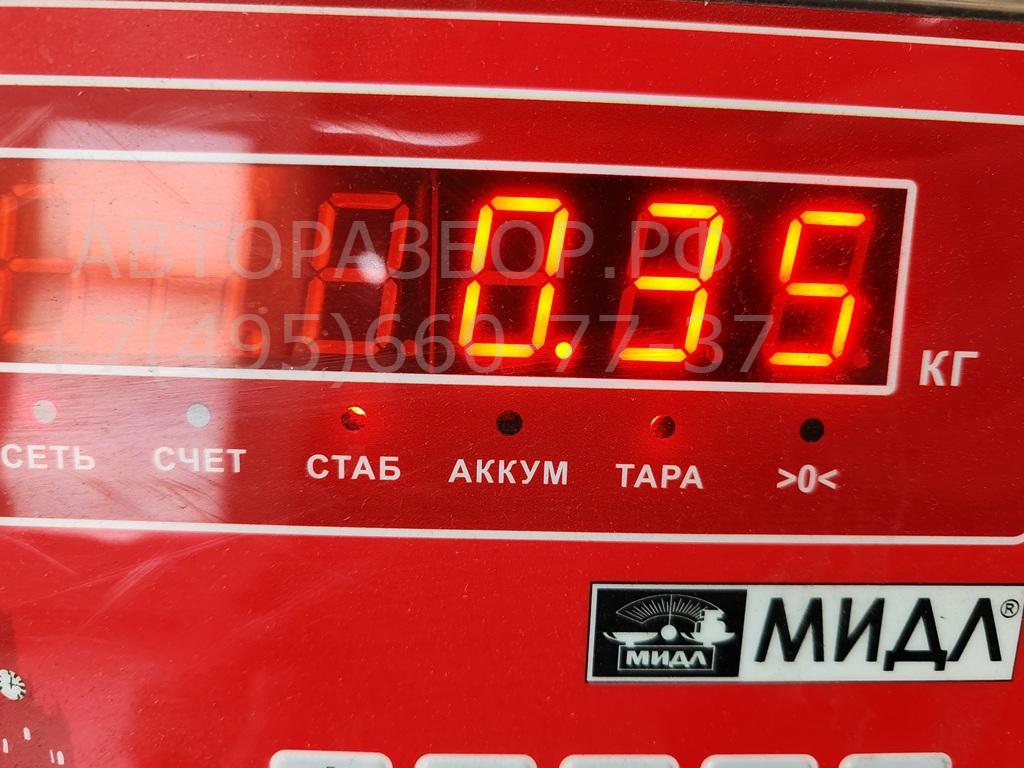 АВТОРАЗБОР.РФ
+7(495)660-77-37
0.35
КГ
СЕТЬ СЧЕТ СТАБ АККУМ ТАРА >0<
МИДЛ
МИДЛ®